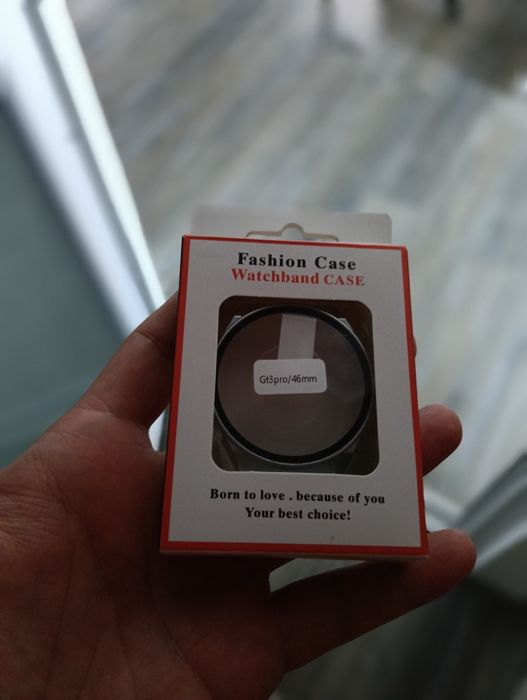 Fashion Case
Watchband CASE
Gt3pro/46mm
Born to love . because of you
Your best choice!